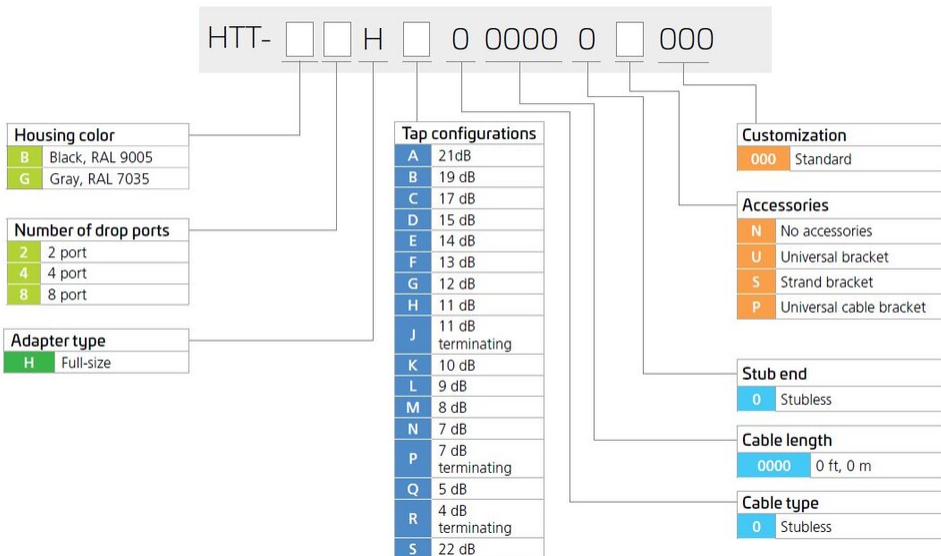 HTT- H 0 0000 0 000
Housing color
B Black, RAL 9005
G Gray, RAL 7035
Number of drop ports
2 2 port
4 4 port
8 8 port
Adapter type
H Full-size
Tap configurations
A 21dB
B 19 dB
C 17 dB
D 15 dB
E 14 dB
F 13 dB
G 12 dB
H 11 dB
J 11 dB
terminating
K 10 dB
L 9 dB
M 8 dB
N 7 dB
P 7 dB
terminating
Q 5 dB
R 4 dB
terminating
S 22 dB
Customization
000 Standard
Accessories
N No accessories
U Universal bracket
S Strand bracket
P Universal cable bracket
Stub end
0 Stubless
Cable length
0000 0 ft, 0 m
Cable type
0 Stubless